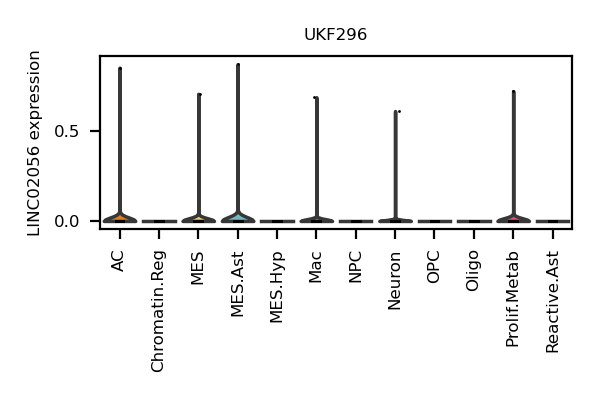 UKF296
LINC02056 expression
0.5
0.0
AC
Chromatin.Reg
MES
MES.Ast
MES.Hyp
Mac
NPC
Neuron
OPC
Oligo
Prolif.Metab
Reactive.Ast